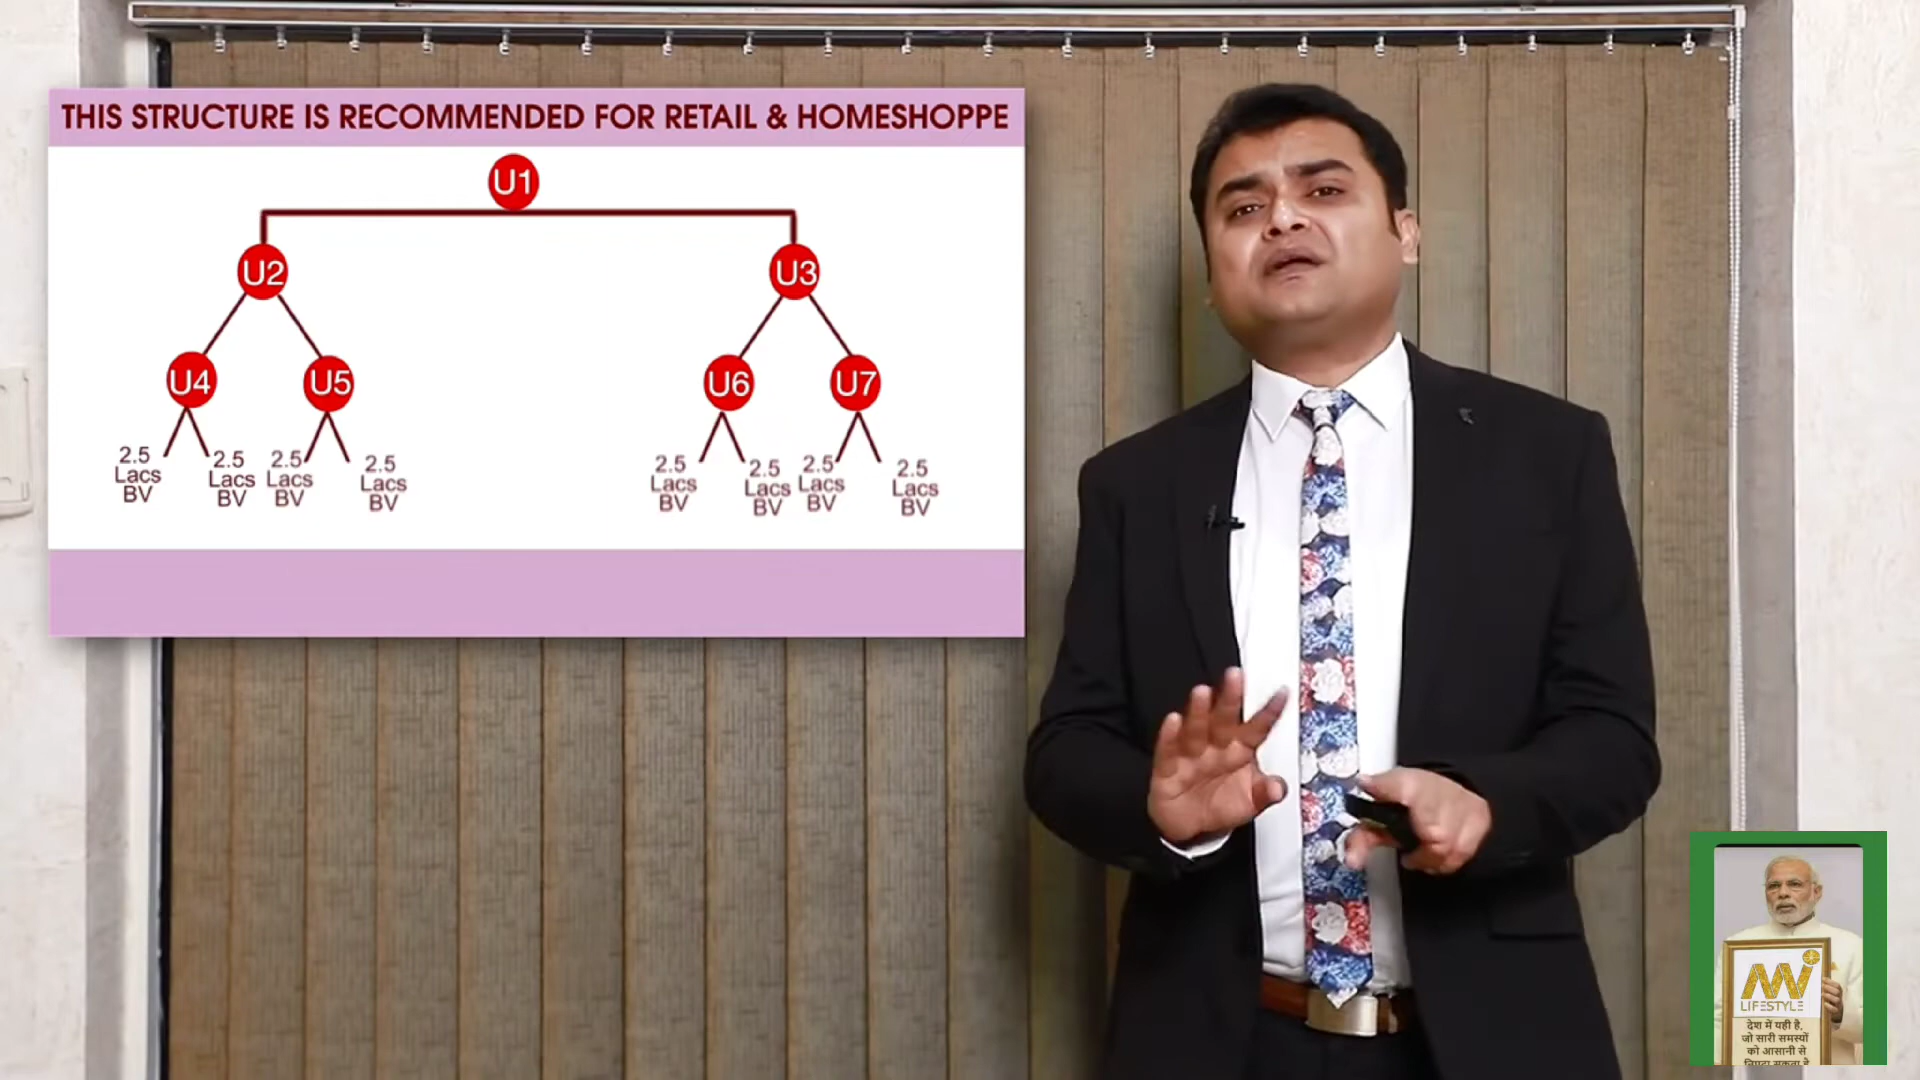 THIS STRUCTURE IS RECOMMENDED FOR RETAIL & HOMESHOPPE
U1
U2
U3
U4
U5
U6
U7
2.5
Lacs
BV
2.5
Lacs
BV
2.5
Lacs
BV
2.5
Lacs
BV
2.5
Lacs
BV
2.5
Lacs
BV
2.5
Lacs
BV
2.5
Lacs
BV
LIFESTYLE
देश में यही है,
जो सारी समस्यों
को आसानी से